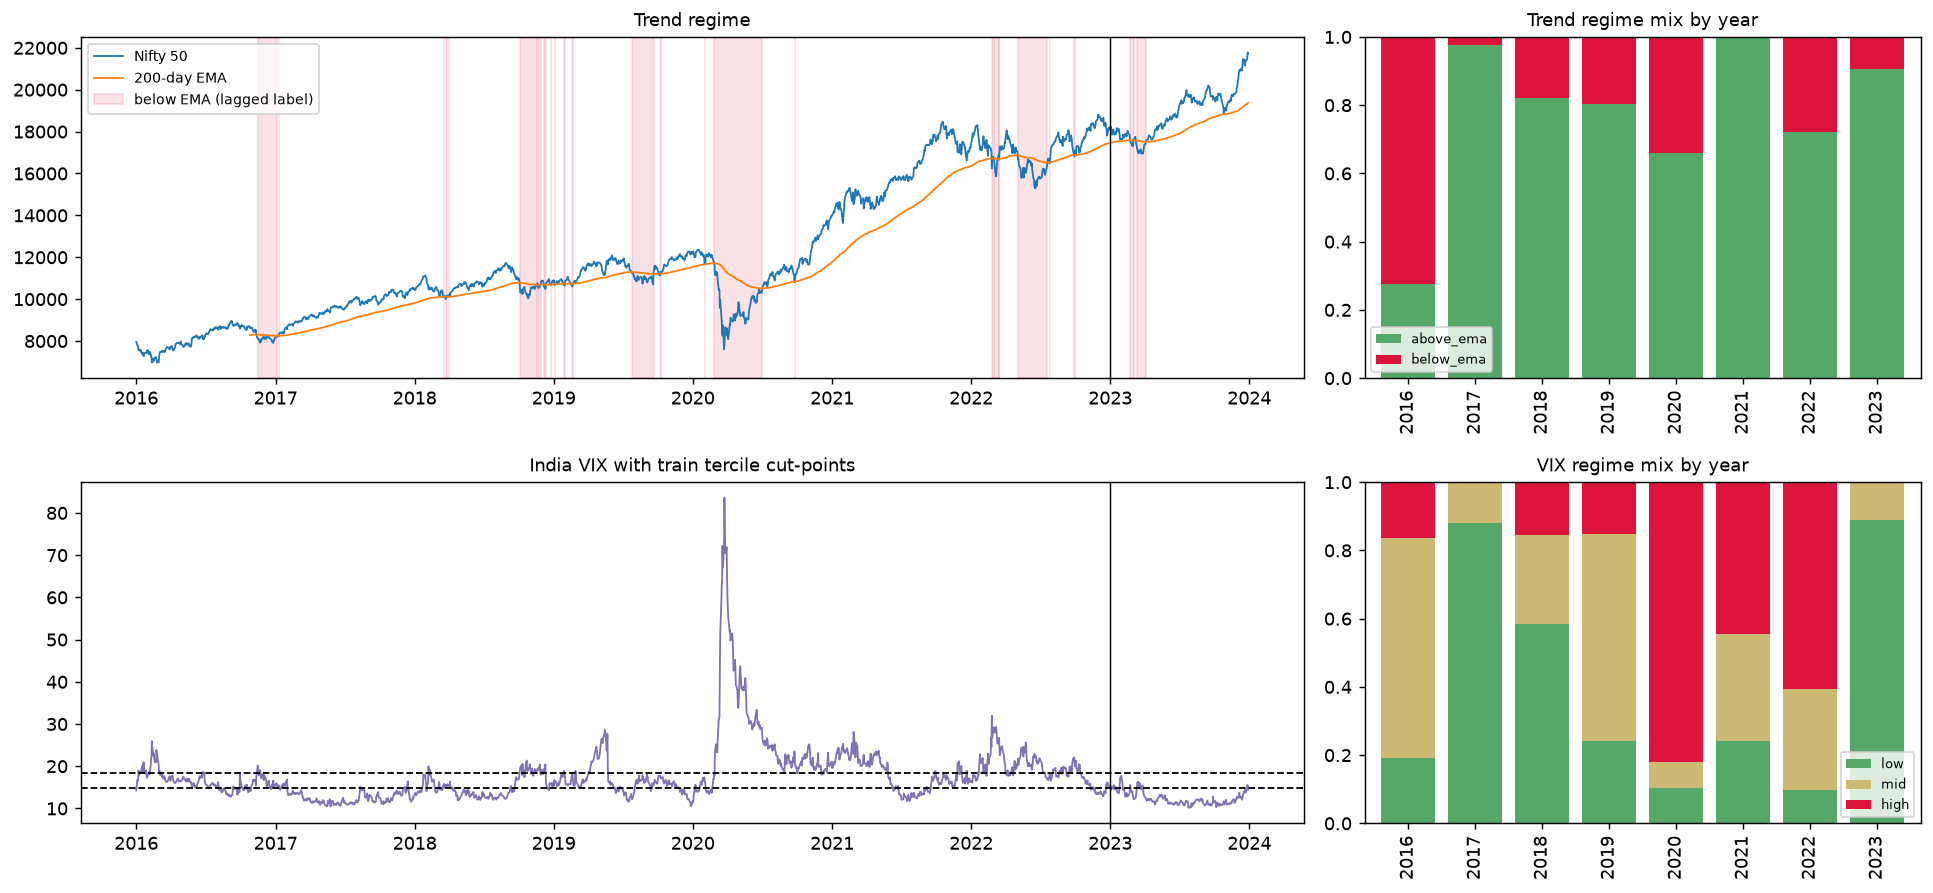 Trend regime
22000
20000
18000
16000
14000
12000
10000
8000
Nifty 50
200-day EMA
below EMA (lagged label)
2016 2017 2018 2019 2020 2021 2022 2023 2024
Trend regime mix by year
1.0
0.8
0.6
0.4
0.2
0.0
above_ema
below_ema
2016 2017 2018 2019 2020 2021 2022 2023
India VIX with train tercile cut-points
80
70
60
50
40
30
20
10
2016 2017 2018 2019 2020 2021 2022 2023 2024
VIX regime mix by year
1.0
0.8
0.6
0.4
0.2
0.0
low
mid
high
2016 2017 2018 2019 2020 2021 2022 2023